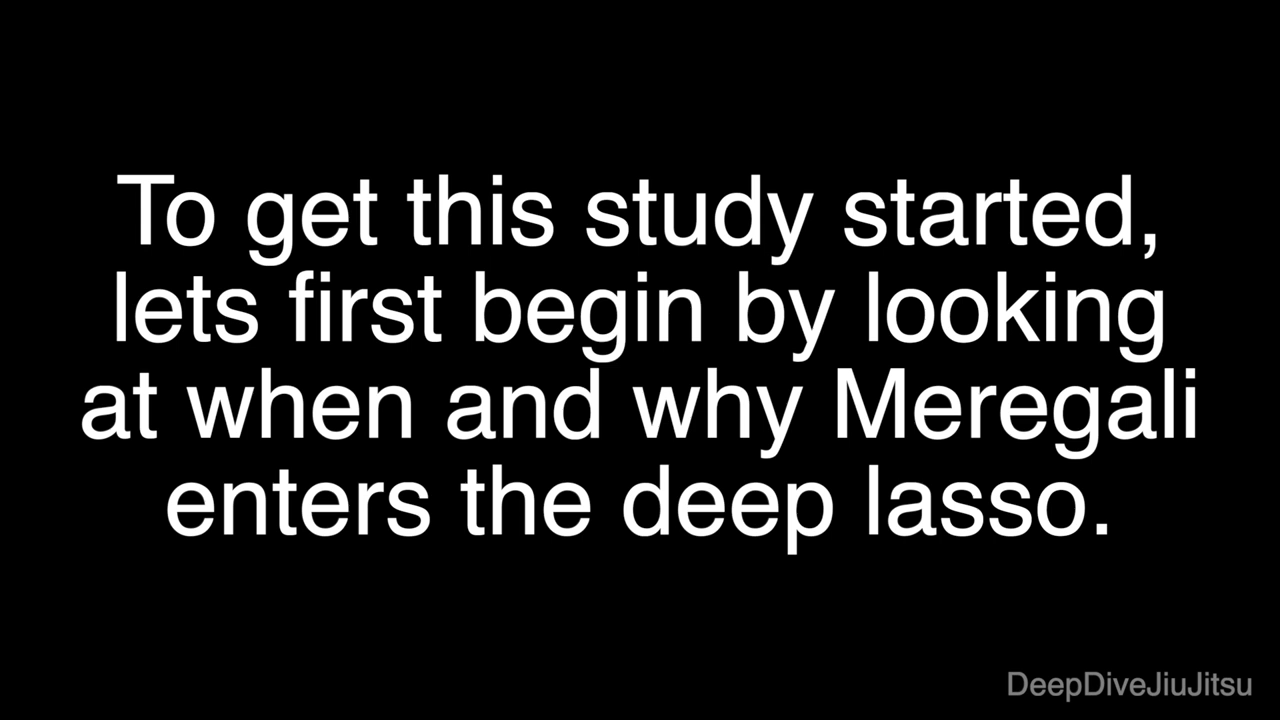 To get this study started,
lets first begin by looking
at when and why Meregali
enters the deep lasso.
DeepDiveJiuJitsu